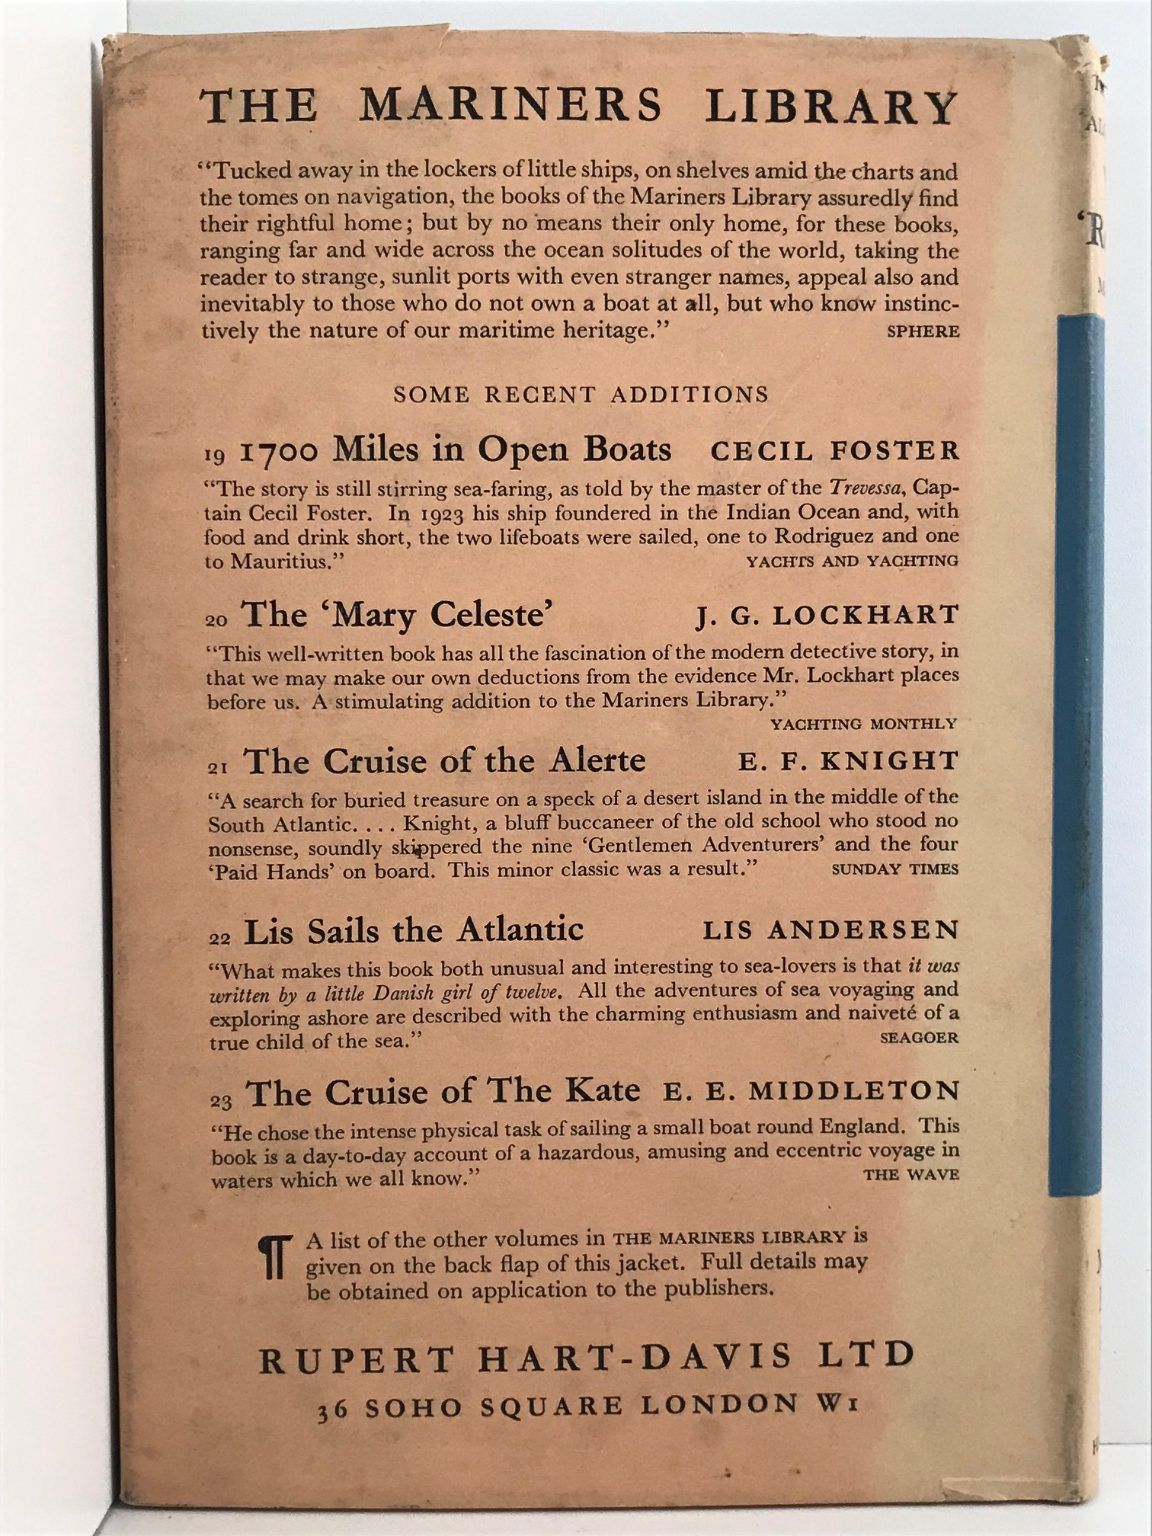 THE MARINERS LIBRARY
“Tucked away in the lockers of little ships, on shelves amid the charts and
the tomes on navigation, the books of the Mariners Library assuredly find
their rightful home; but by no means their only home, for these books,
ranging far and wide across the ocean solitudes of the world, taking the
reader to strange, sunlit ports with even stranger names, appeal also and
inevitably to those who do not own a boat at all, but who know instinc-
tively the nature of our maritime heritage.” SPHERE
SOME RECENT ADDITIONS
19 1700 Miles in Open Boats CECIL FOSTER
“The story is still stirring sea-faring, as told by the master of the Trevessa, Cap-
tain Cecil Foster. In 1923 his ship foundered in the Indian Ocean and, with
food and drink short, the two lifeboats were sailed, one to Rodriguez and one
to Mauritius.” YACHTS AND YACHTING
20 The ‘Mary Celeste’ J. G. LOCKHART
“This well-written book has all the fascination of the modern detective story, in
that we may make our own deductions from the evidence Mr. Lockhart places
before us. A stimulating addition to the Mariners Library.”
YACHTING MONTHLY
21 The Cruise of the Alerte E. F. KNIGHT
“A search for buried treasure on a speck of a desert island in the middle of the
South Atlantic. . . . Knight, a bluff buccaneer of the old school who stood no
nonsense, soundly skippered the nine ‘Gentlemen Adventurers’ and the four
‘Paid Hands’ on board. This minor classic was a result.” SUNDAY TIMES
22 Lis Sails the Atlantic LIS ANDERSEN
“What makes this book both unusual and interesting to sea-lovers is that it was
written by a little Danish girl of twelve. All the adventures of sea voyaging and
exploring ashore are described with the charming enthusiasm and naiveté of a
true child of the sea.” SEAGOER
23 The Cruise of The Kate E. E. MIDDLETON
“He chose the intense physical task of sailing a small boat round England. This
book is a day-to-day account of a hazardous, amusing and eccentric voyage in
waters which we all know.” THE WAVE
¶ A list of the other volumes in THE MARINERS LIBRARY is
given on the back flap of this jacket. Full details may
be obtained on application to the publishers.
RUPERT HART-DAVIS LTD
36 SOHO SQUARE LONDON W1